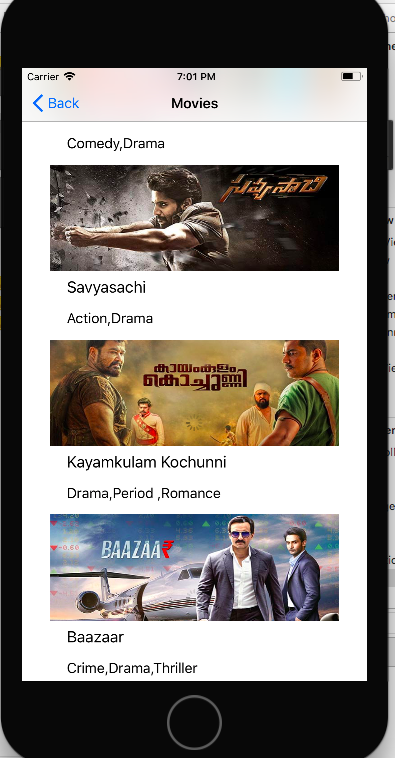 Carrier
7:01 PM
Back
Movies
Comedy,Drama
సవ్యసాచి
Savyasachi
Action,Drama
കായംകുളം
കൊച്ചുണ്ണി
Kayamkulam Kochunni
Drama,Period ,Romance
BAAZAA₹
Baazaar
Crime,Drama,Thriller